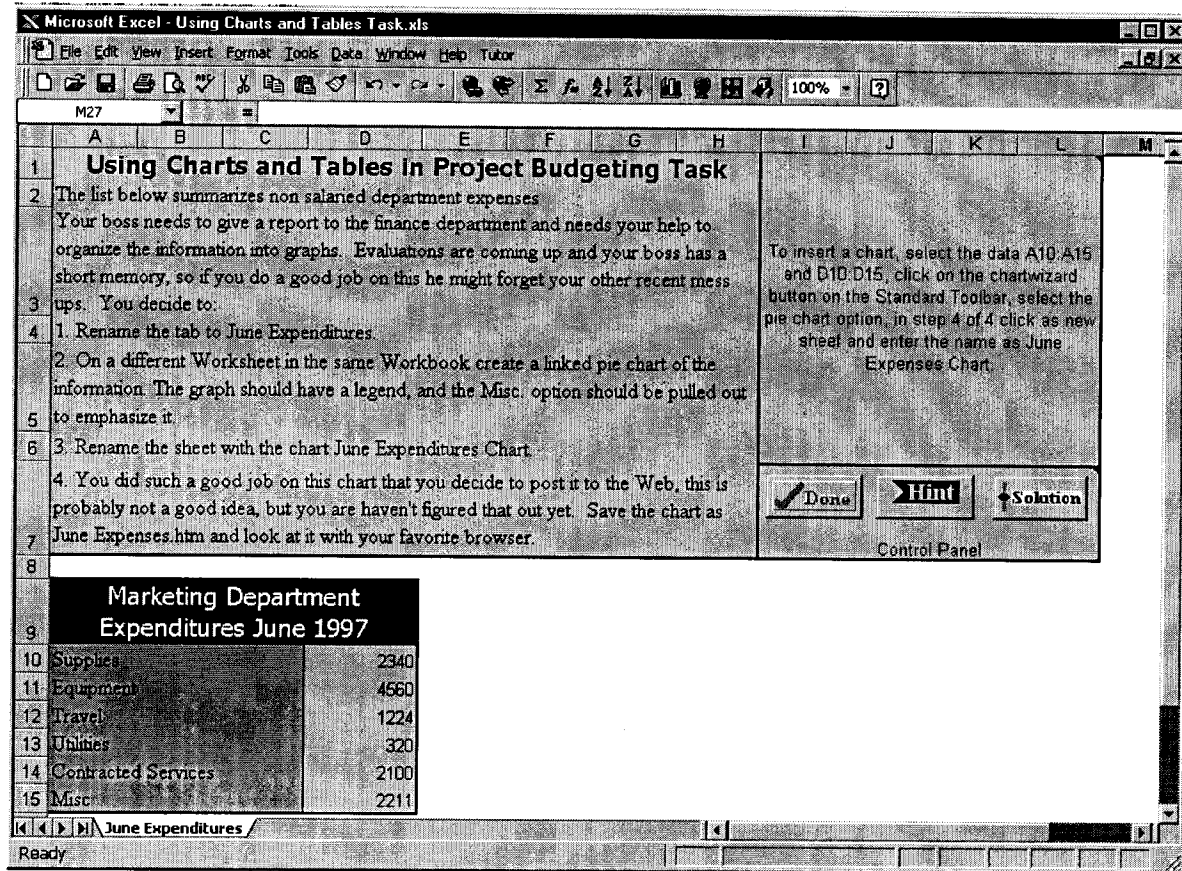 Microsoft Excel - Using Charts and Tables Task.xls
File Edit View Insert Format Tools Data Window Help Tutor
100%
M27 =
A B C D E F G H I J K L M
1 Using Charts and Tables in Project Budgeting Task
2 The list below summarizes non salaried department expenses
Your boss needs to give a report to the finance department and needs your help to
organize the information into graphs. Evaluations are coming up and your boss has a
short memory, so if you do a good job on this he might forget your other recent mess
3 ups. You decide to:
4 1. Rename the tab to June Expenditures.
2. On a different Worksheet in the same Workbook create a linked pie chart of the
information. The graph should have a legend, and the Misc. option should be pulled out
5 to emphasize it.
6 3. Rename the sheet with the chart June Expenditures Chart.
4. You did such a good job on this chart that you decide to post it to the Web, this is
probably not a good idea, but you are haven't figured that out yet. Save the chart as
7 June Expenses.htm and look at it with your favorite browser.
To insert a chart, select the data A10:A15
and D10:D15, click on the chartwizard
button on the Standard Toolbar, select the
pie chart option, in step 4 of 4 click as new
sheet and enter the name as June
Expenses Chart.
Done Hint Solution
Control Panel
8
Marketing Department
9 Expenditures June 1997
10 Supplies 2340
11 Equipment 4560
12 Travel 1224
13 Utilities 320
14 Contracted Services 2100
15 Misc 2211
June Expenditures
Ready